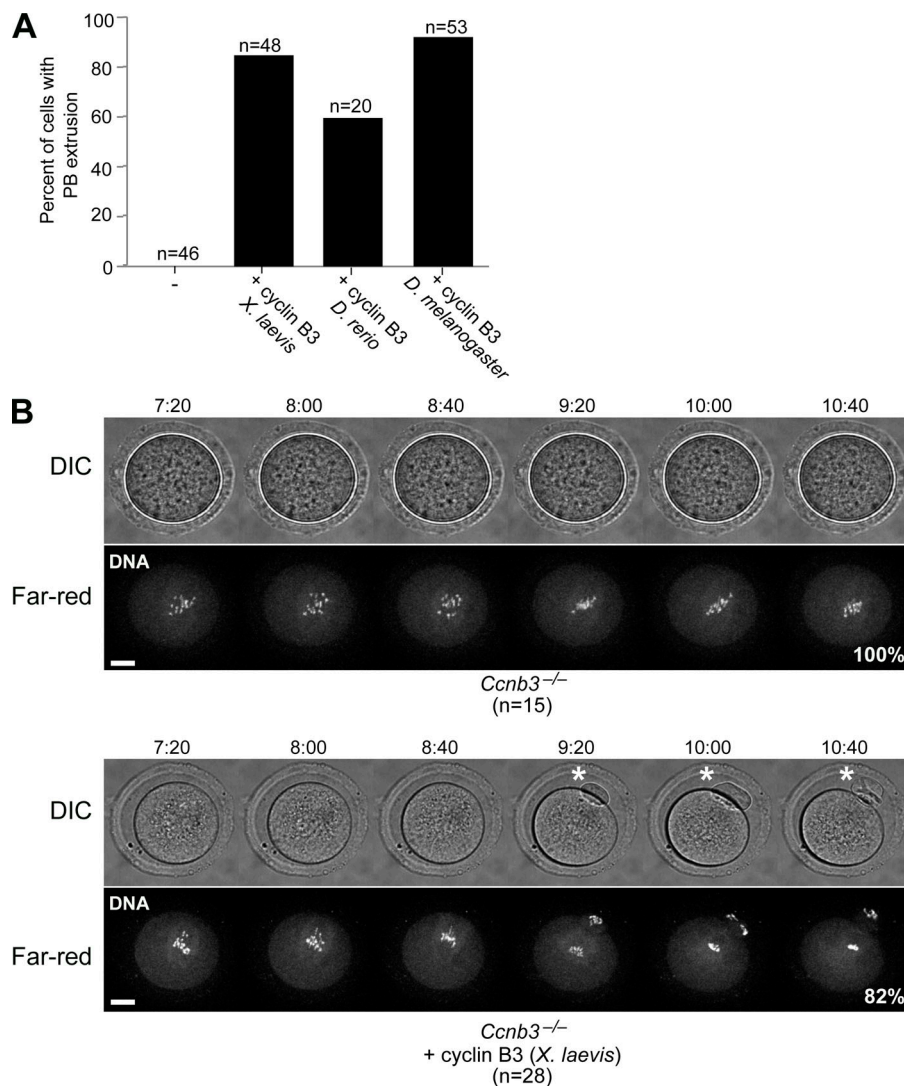 A
Percent of cells with
PB extrusion
100
80
60
40
20
0
n=46
n=48
n=20
n=53
-
+ cyclin B3
X. laevis
+ cyclin B3
D. rerio
+ cyclin B3
D. melanogaster
B
7:20 8:00 8:40 9:20 10:00 10:40
DIC
DNA
Far-red
100%
Ccnb3–/–
(n=15)
7:20 8:00 8:40 9:20 10:00 10:40
* * *
DIC
DNA
Far-red
82%
Ccnb3–/–
+ cyclin B3 (X. laevis)
(n=28)